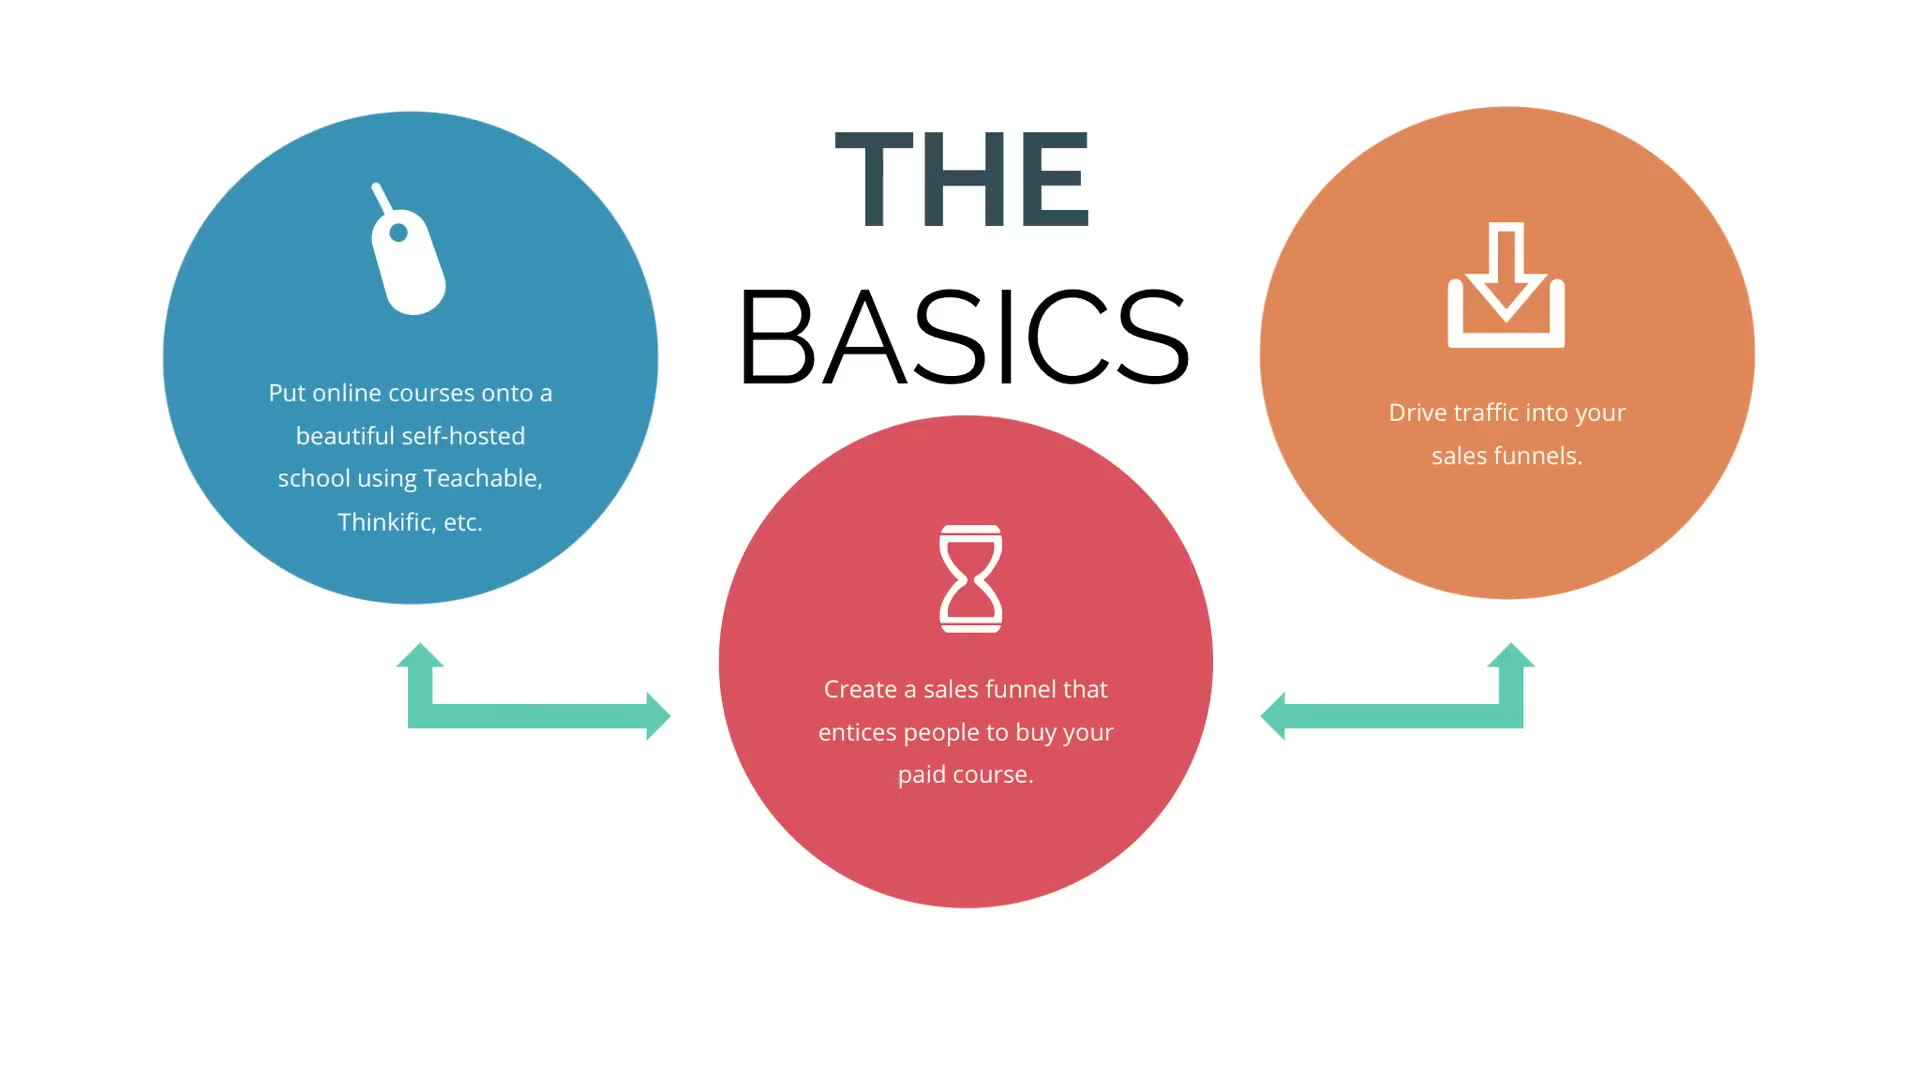 THE
BASICS
Put online courses onto a
beautiful self-hosted
school using Teachable,
Thinkific, etc.
Create a sales funnel that
entices people to buy your
paid course.
Drive traffic into your
sales funnels.